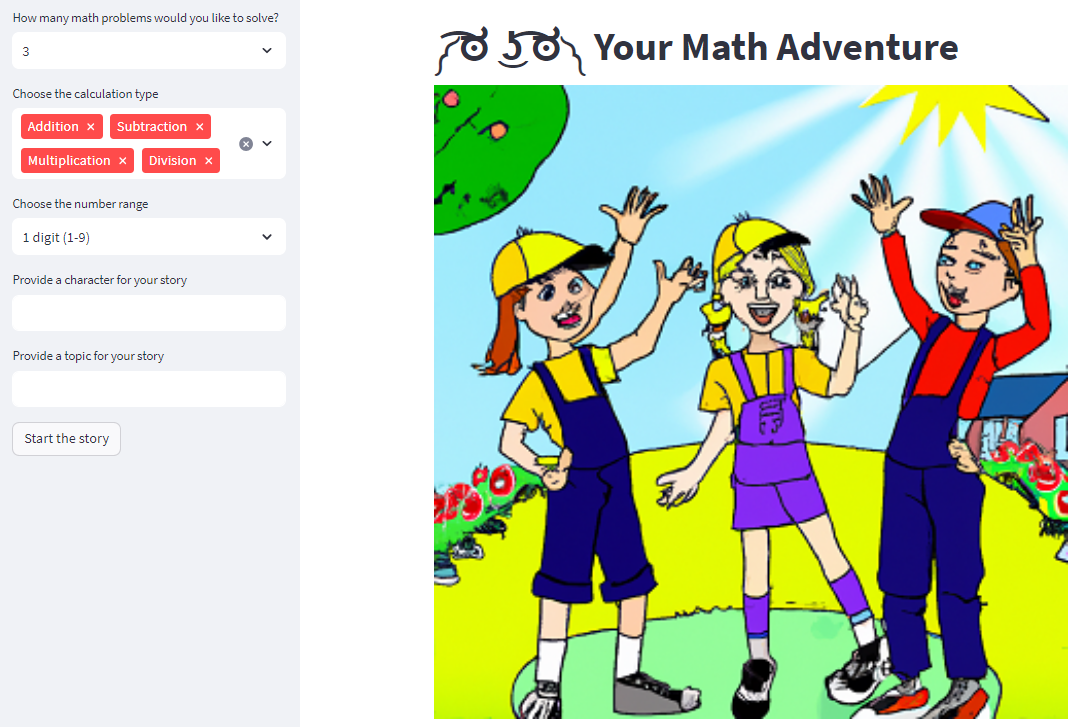 How many math problems would you like to solve?
3
Choose the calculation type
Addition × Subtraction ×
Multiplication × Division ×
Choose the number range
1 digit (1-9)
Provide a character for your story
Provide a topic for your story
Start the story
( ͡ಠ ʖ̯ ͡ಠ) Your Math Adventure